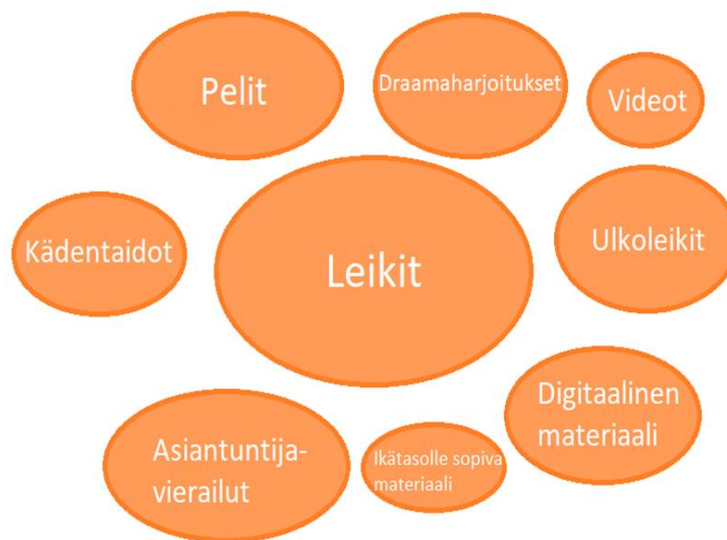 Pelit
Draamaharjoitukset
Videot
Kädentaidot
Leikit
Ulkoleikit
Digitaalinen
materiaali
Asiantuntija-
vierailut
Ikätasolle sopiva
materiaali